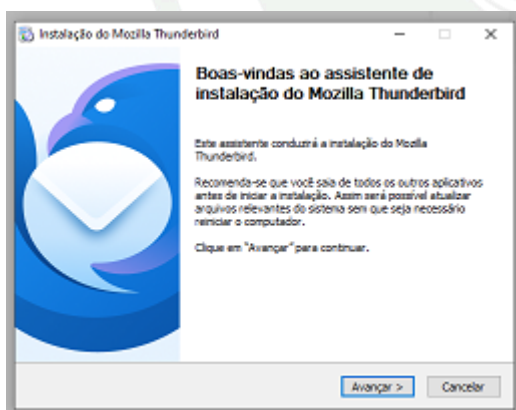 Instalação do Mozilla Thunderbird
Boas-vindas ao assistente de
instalação do Mozilla Thunderbird
Este assistente conduzirá a instalação do Mozilla
Thunderbird.
Recomenda-se que você saia de todos os outros aplicativos
antes de iniciar a instalação. Assim será possível atualizar
arquivos relevantes do sistema sem que seja necessário
reiniciar o computador.
Clique em "Avançar" para continuar.
Avançar >
Cancelar